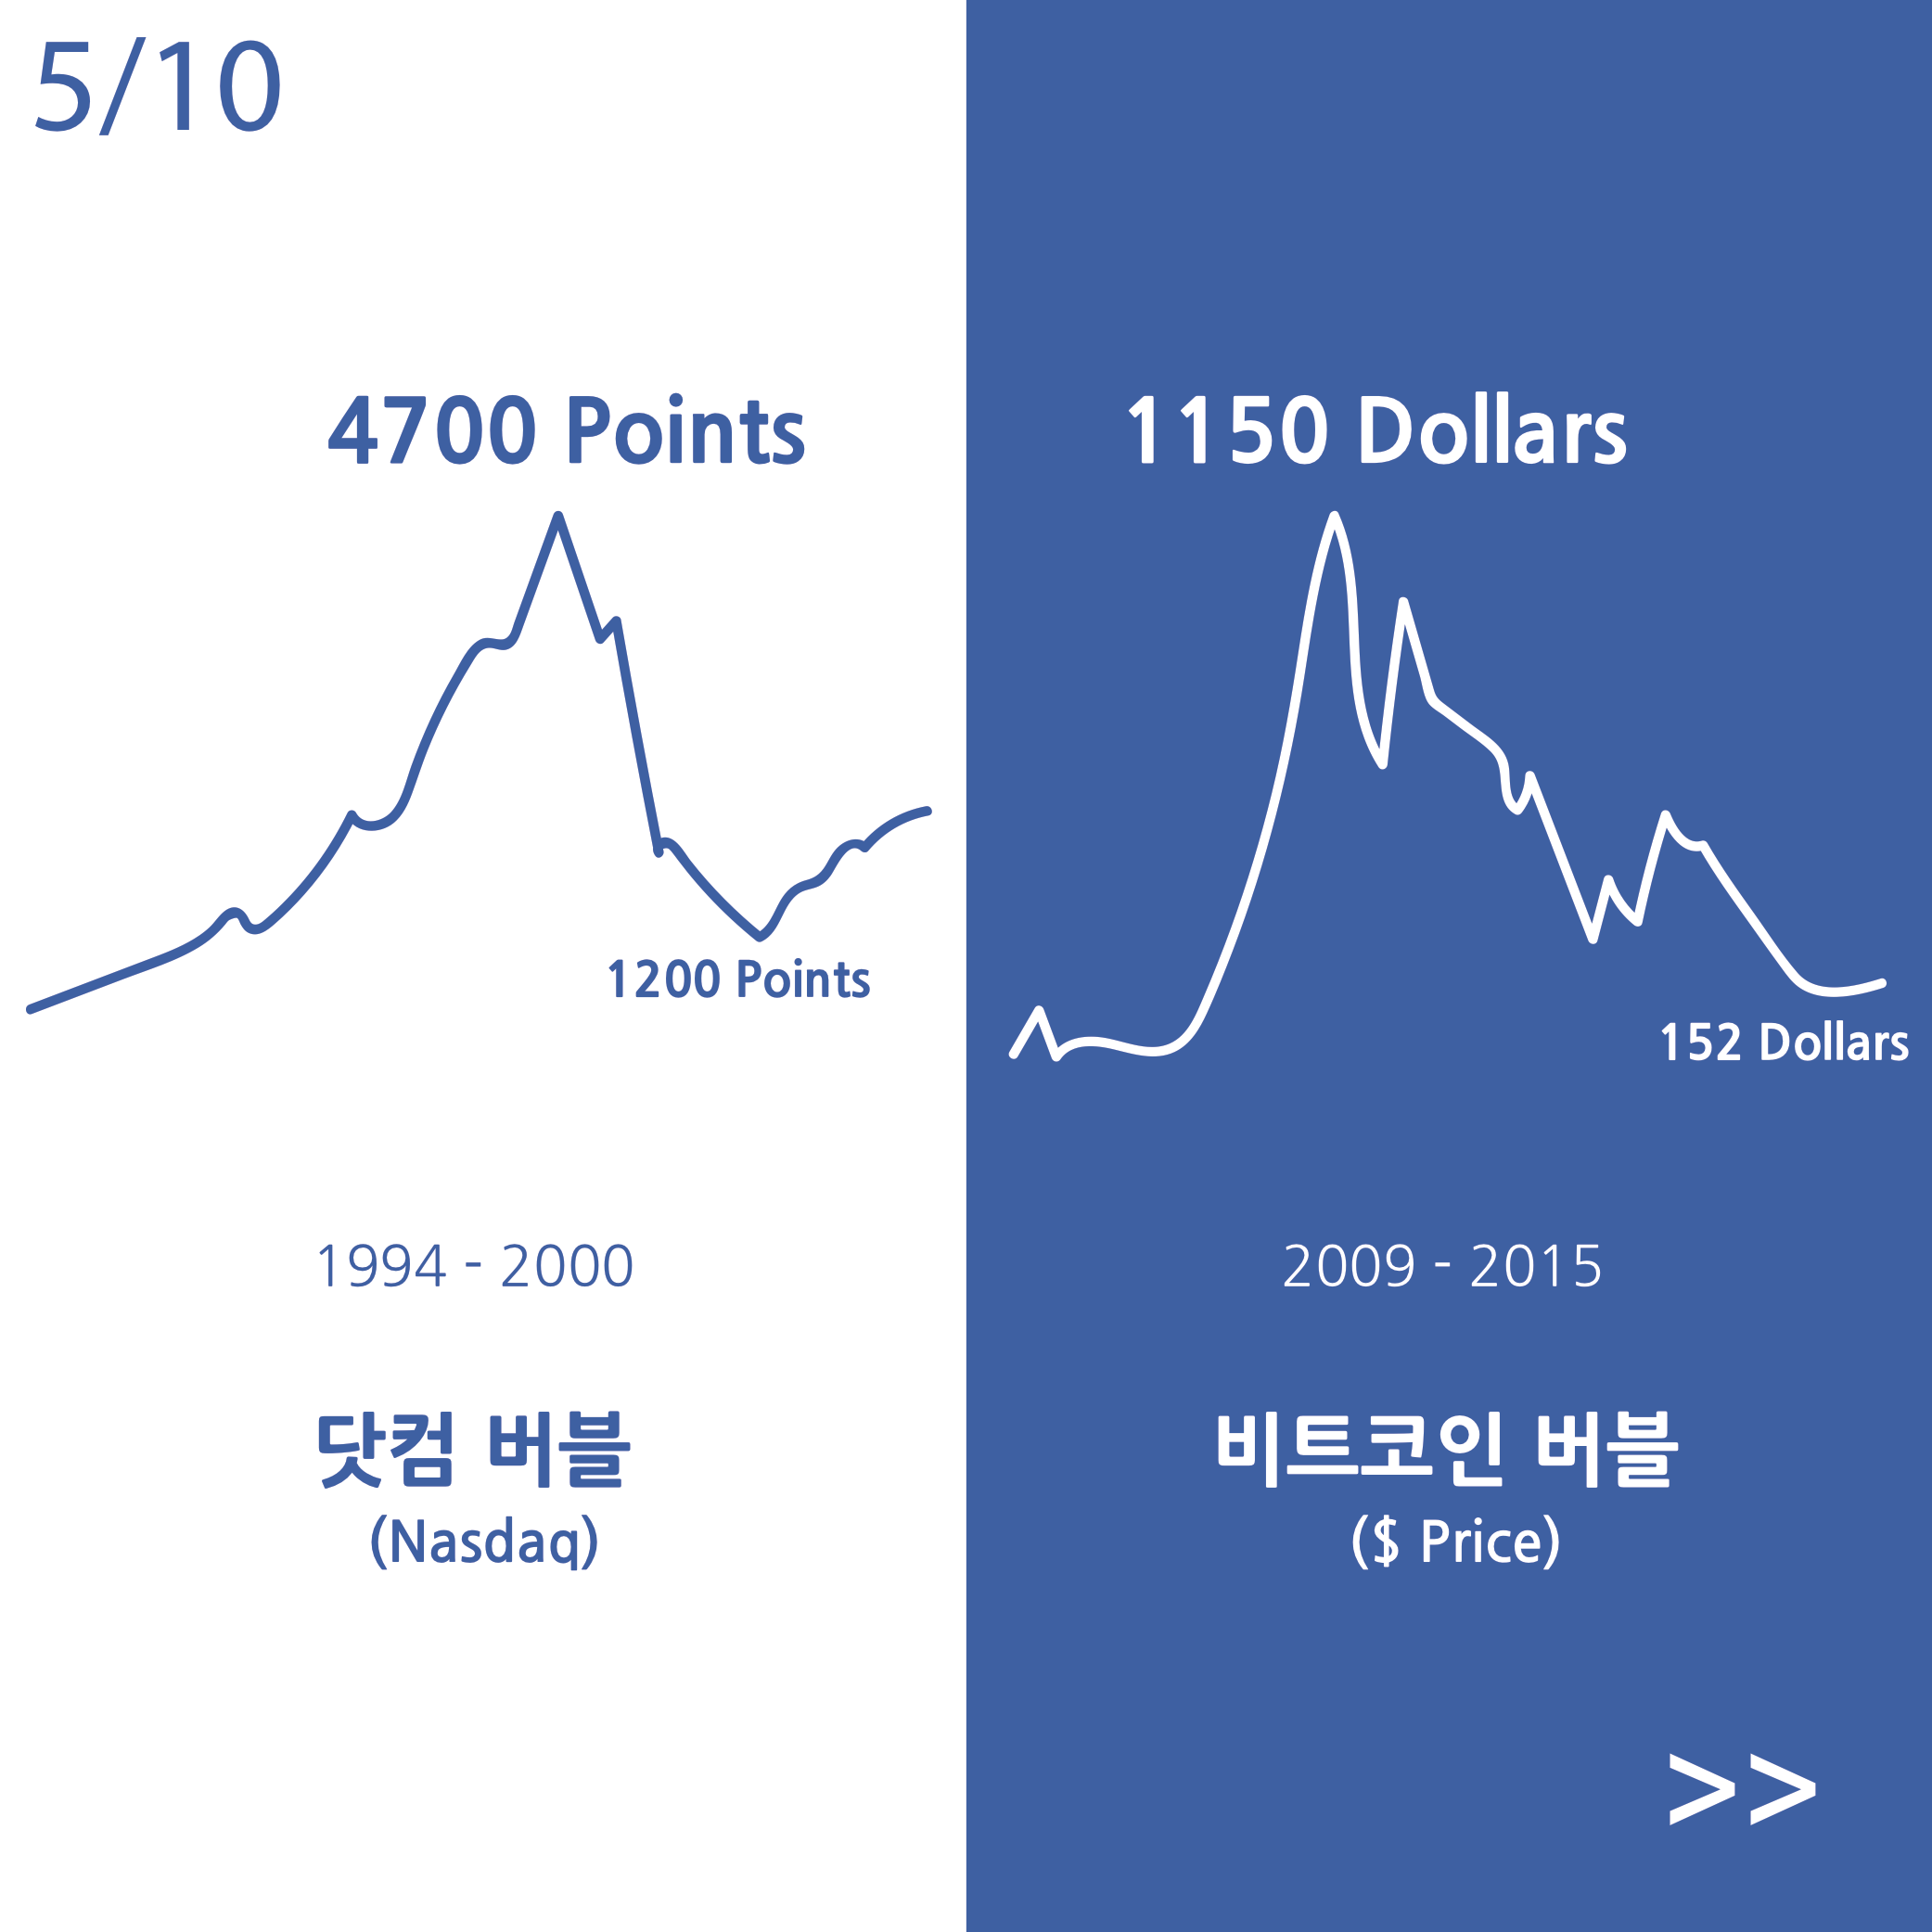 5/10
4700 Points
1200 Points
1994 - 2000
닷컴 버블
(Nasdaq)
1150 Dollars
152 Dollars
2009 - 2015
비트코인 버블
($ Price)
>>